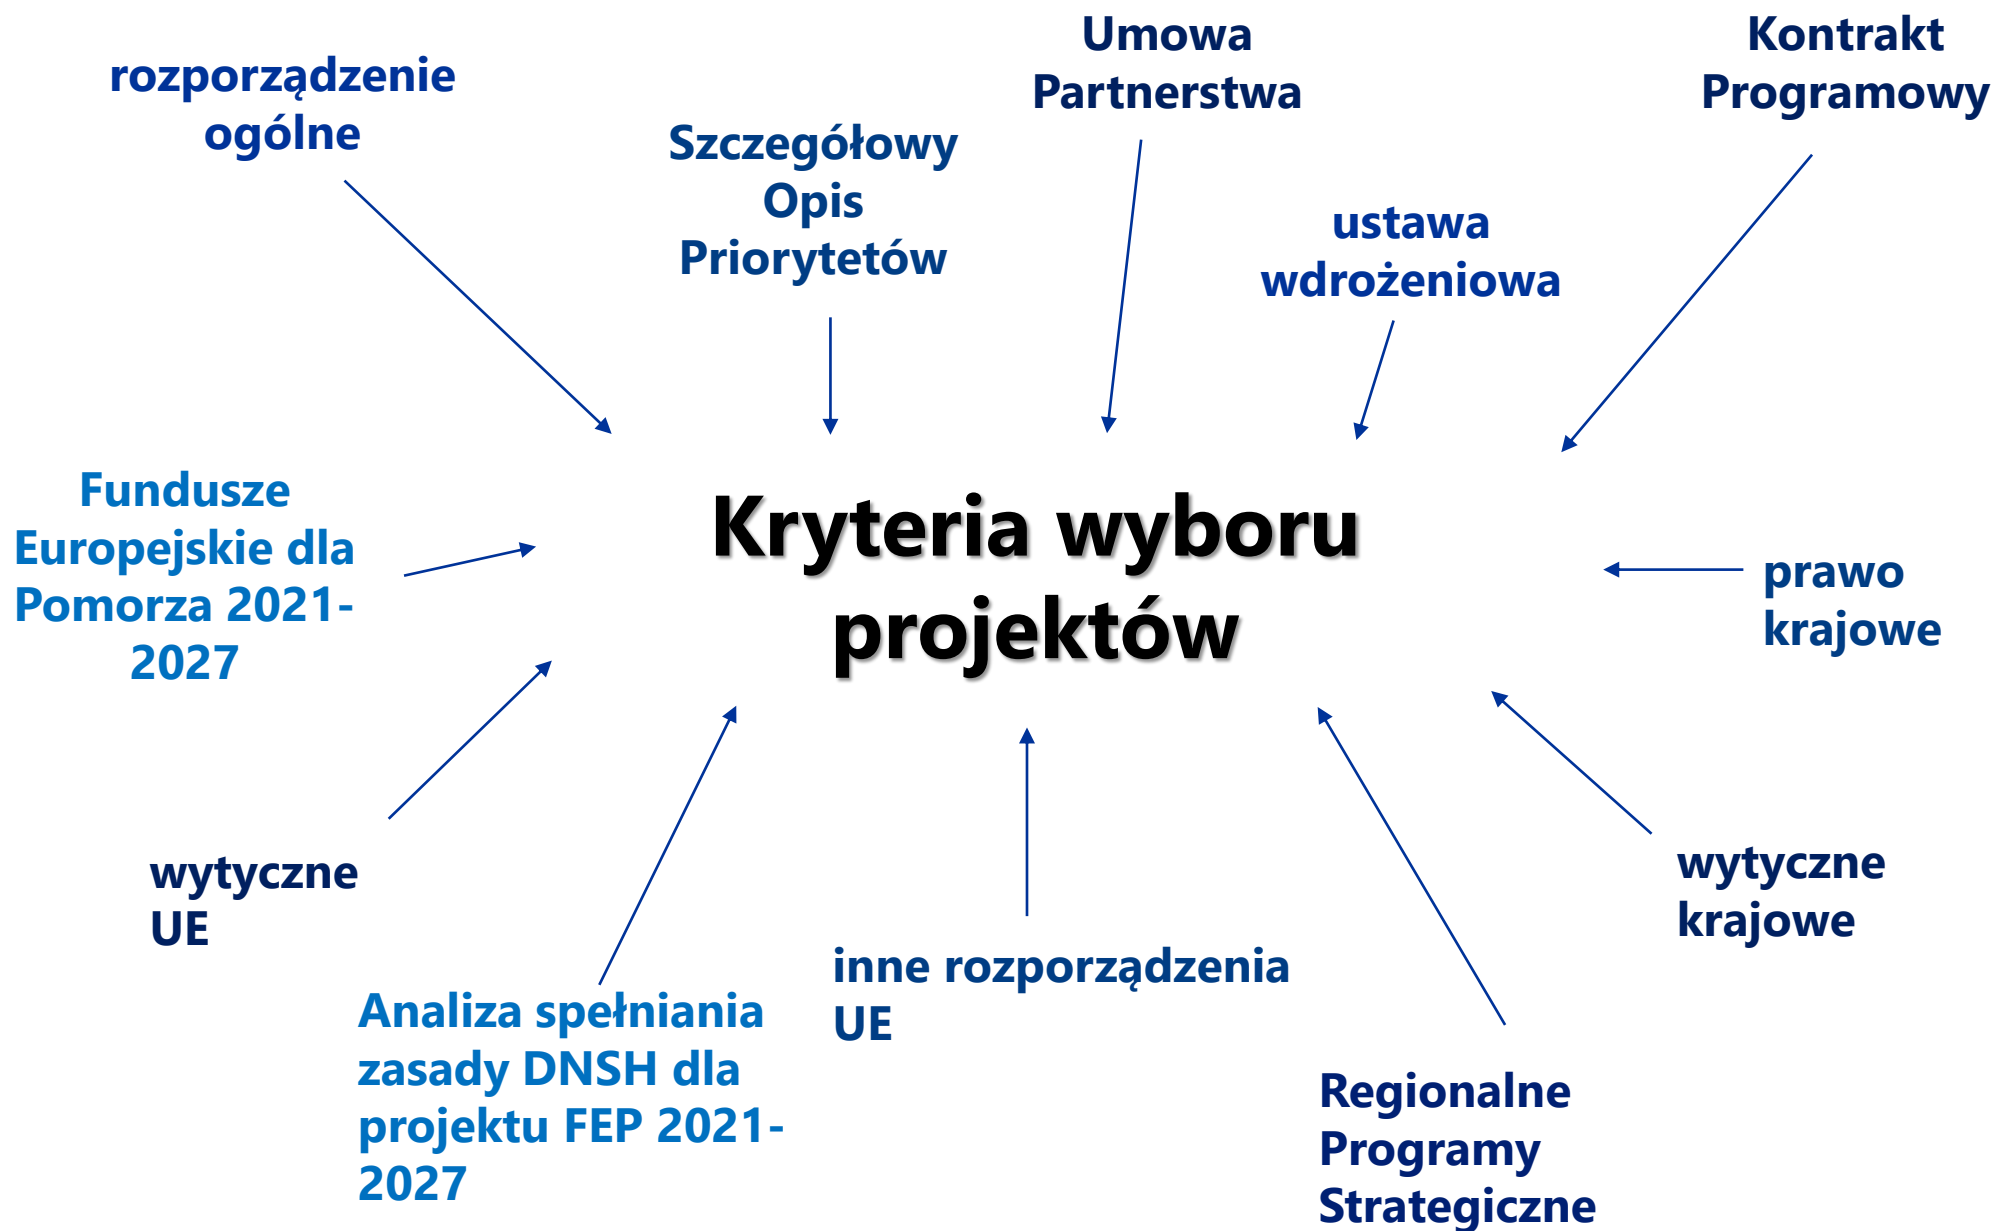 rozporządzenie
ogólne
Szczegółowy
Opis
Priorytetów
Umowa
Partnerstwa
ustawa
wdrożeniowa
Kontrakt
Programowy
Fundusze
Europejskie dla
Pomorza 2021-
2027
Kryteria wyboru
projektów
prawo
krajowe
wytyczne
UE
Analiza spełniania
zasady DNSH dla
projektu FEP 2021-
2027
inne rozporządzenia
UE
Regionalne
Programy
Strategiczne
wytyczne
krajowe